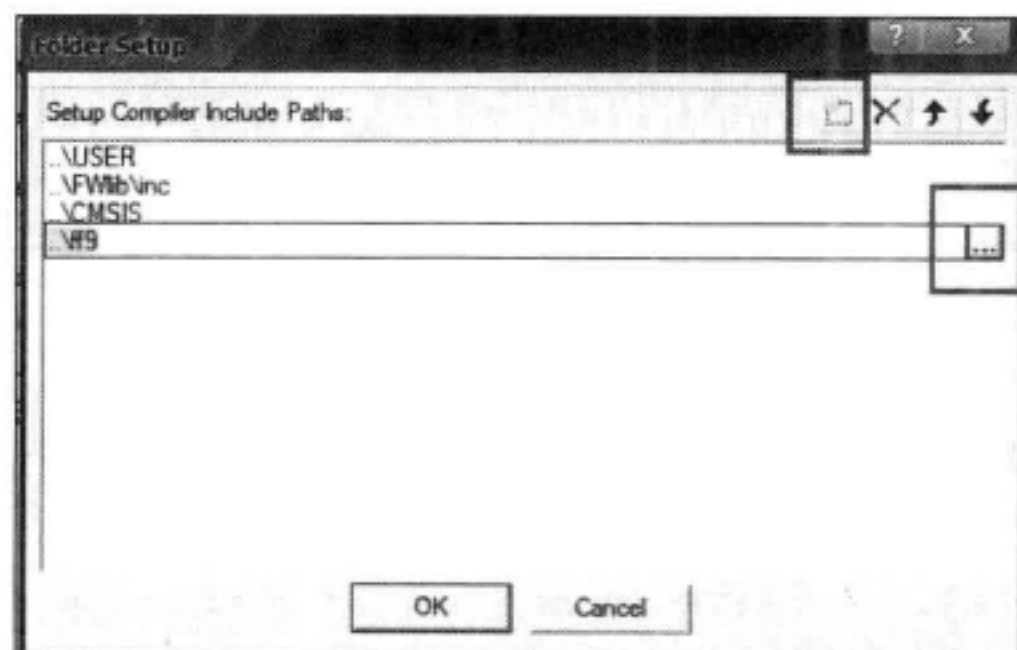 Folder Setup
Setup Compiler Include Paths:
..\USER
..\FWlib\inc
..\CMSIS
..\ff9
...
OK
Cancel